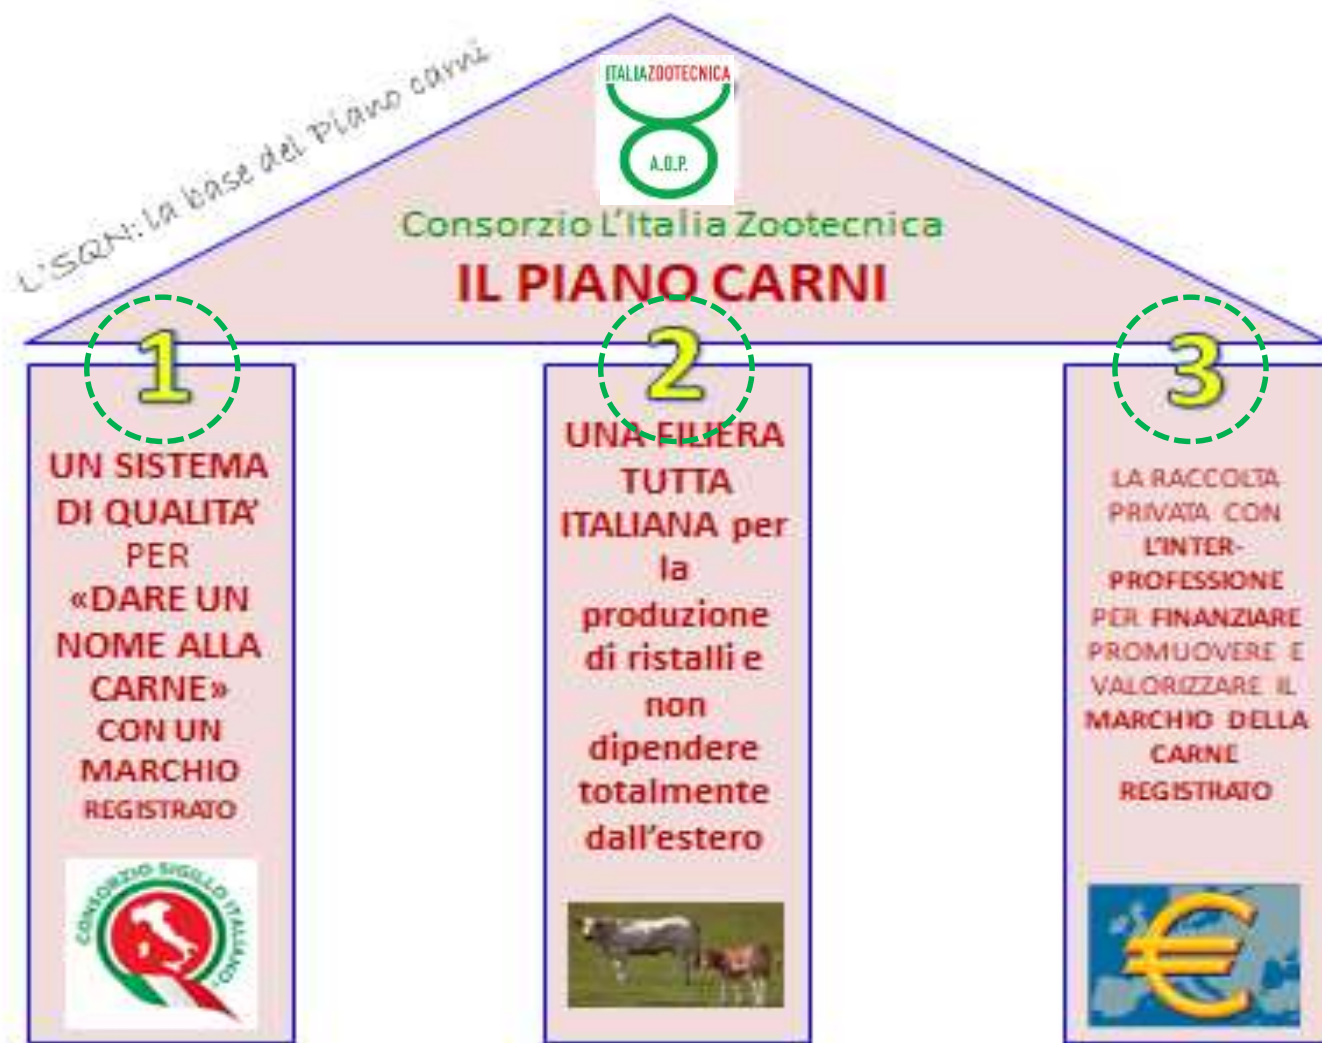 L'SQN: la base del Piano carni
ITALIAZOOTECNICA
A.O.P.
Consorzio L'Italia Zootecnica
IL PIANO CARNI
1
UN SISTEMA
DI QUALITA'
PER
«DARE UN
NOME ALLA
CARNE»
CON UN
MARCHIO
REGISTRATO
CONSORZIO SIGILLO ITALIANO
2
UNA FILIERA
TUTTA
ITALIANA per
la
produzione
di ristalli e
non
dipendere
totalmente
dall'estero
3
LA RACCOLTA
PRIVATA CON
L'INTER-
PROFESSIONE
PER FINANZIARE
PROMUOVERE E
VALORIZZARE IL
MARCHIO DELLA
CARNE
REGISTRATO
€